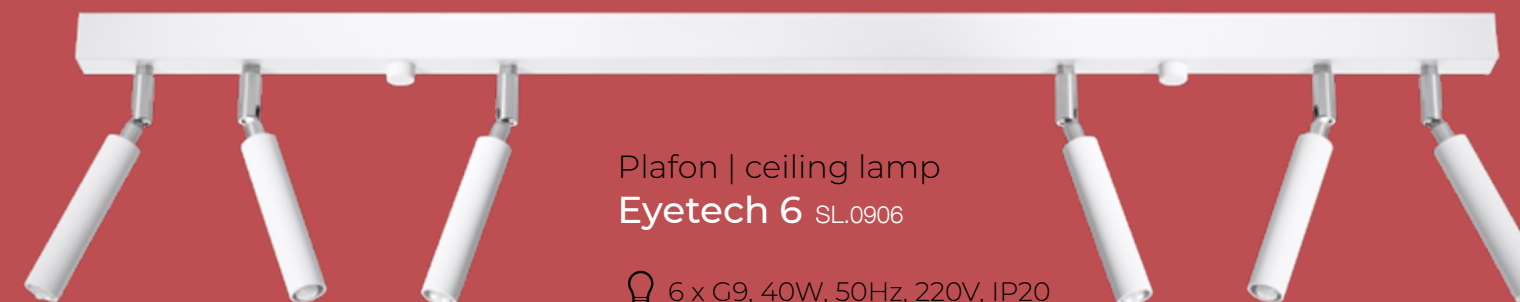 Plafon | ceiling lamp
Eyetech 6 SL.0906
6 x G9, 40W, 50Hz, 220V, IP20